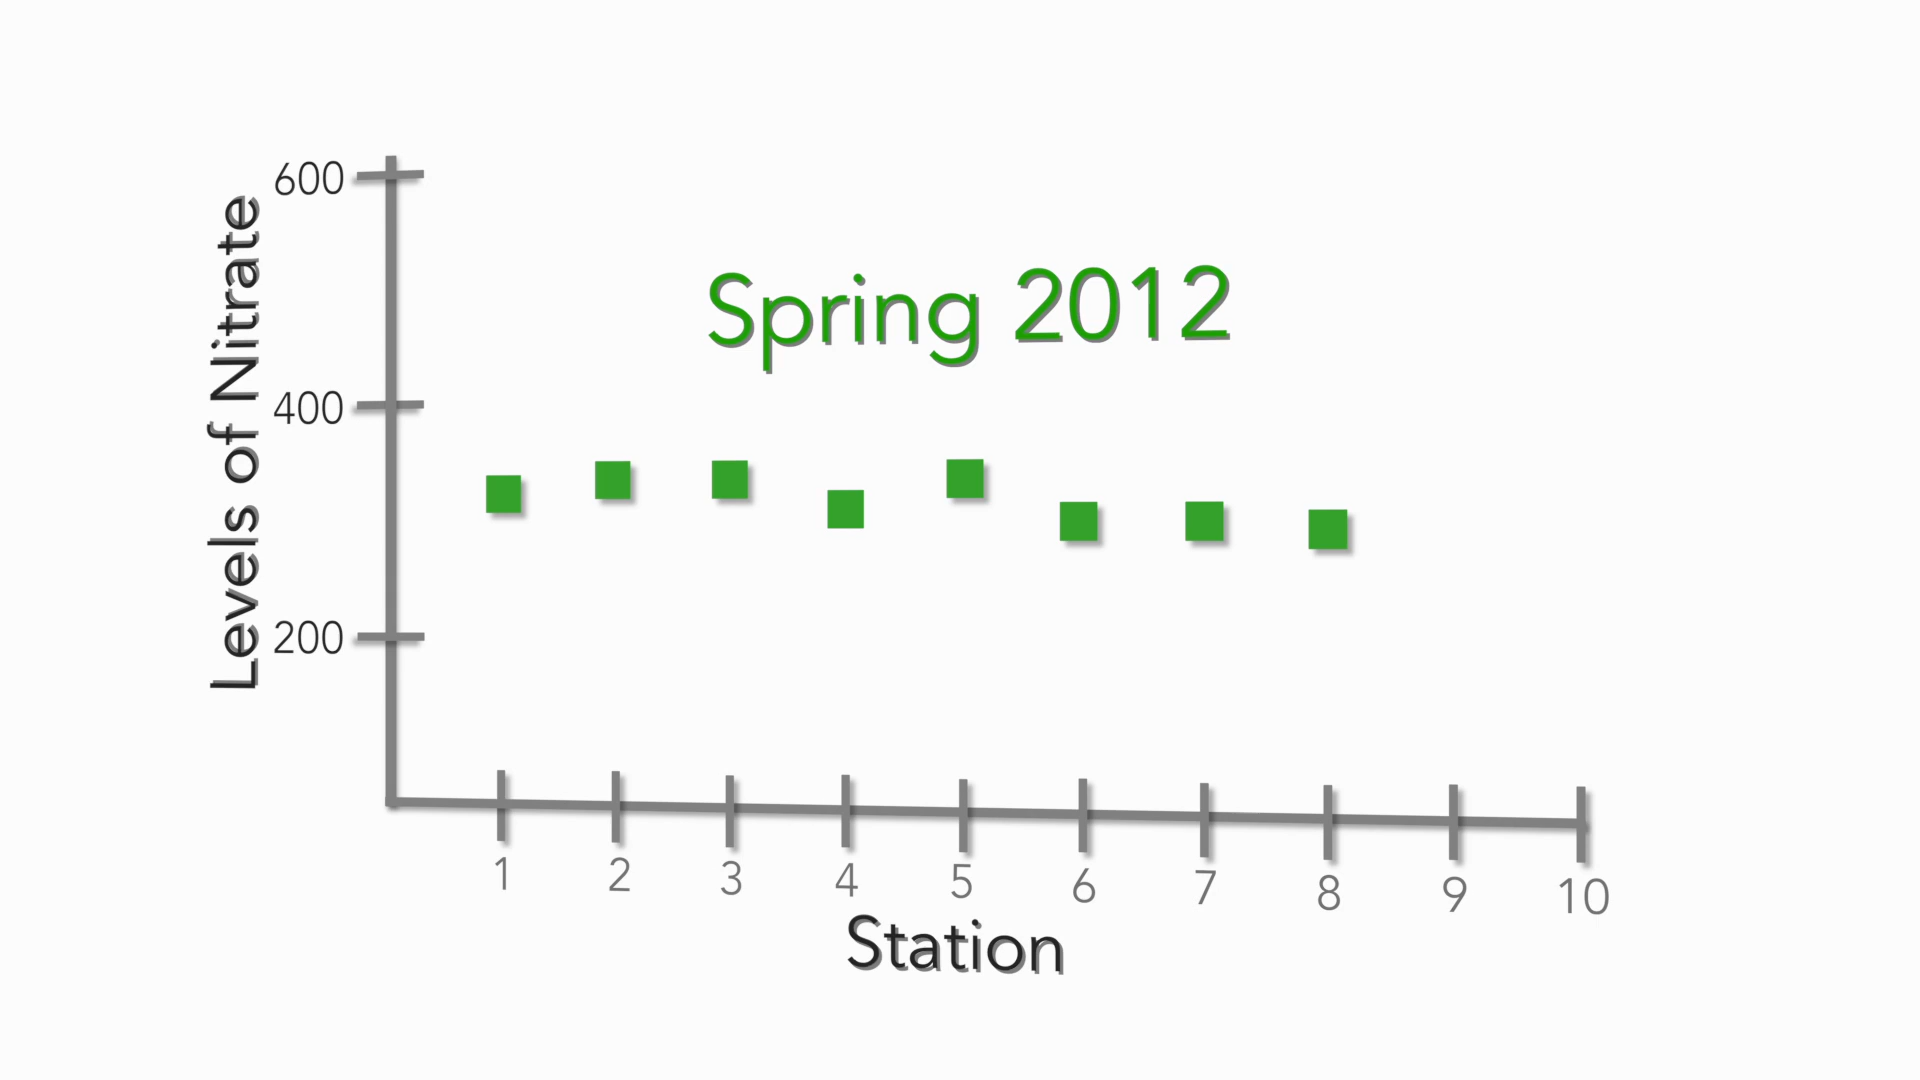 Spring 2012
Levels of Nitrate
600
400
200
1 2 3 4 5 6 7 8 9 10
Station